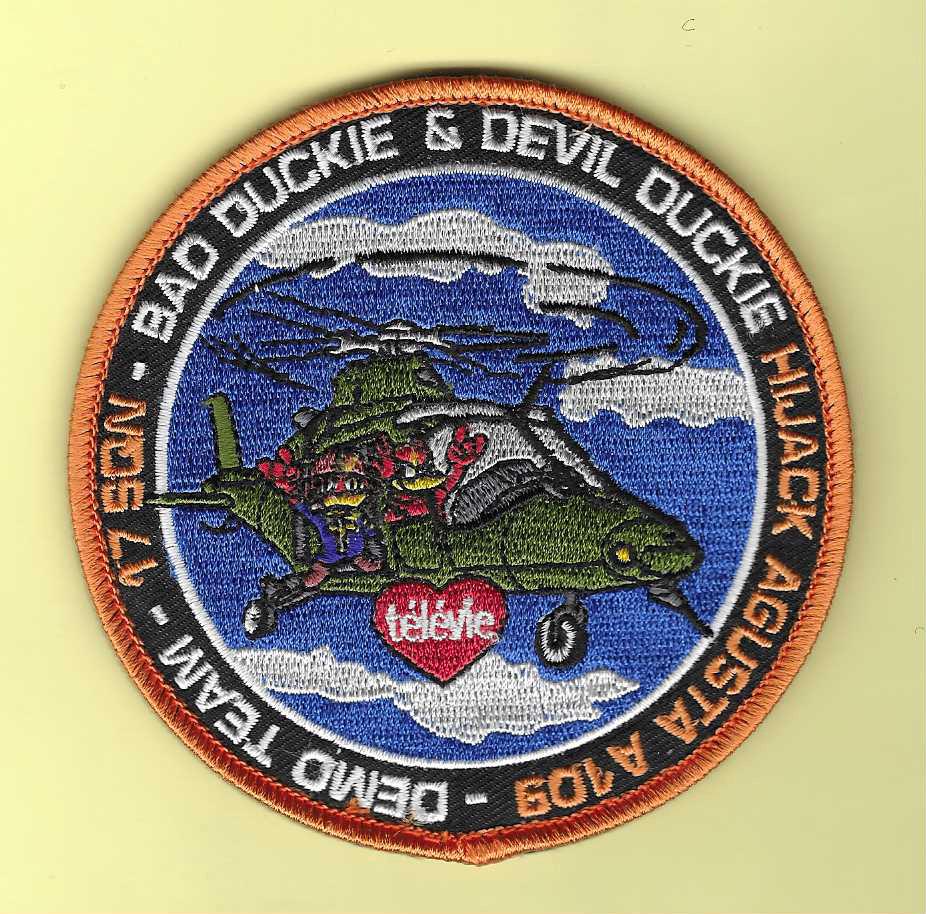 BAD DUCKIE & DEVIL DUCKIE HIJACK AGUSTA A109 - DEMO TEAM - 17 SQN -
télévie